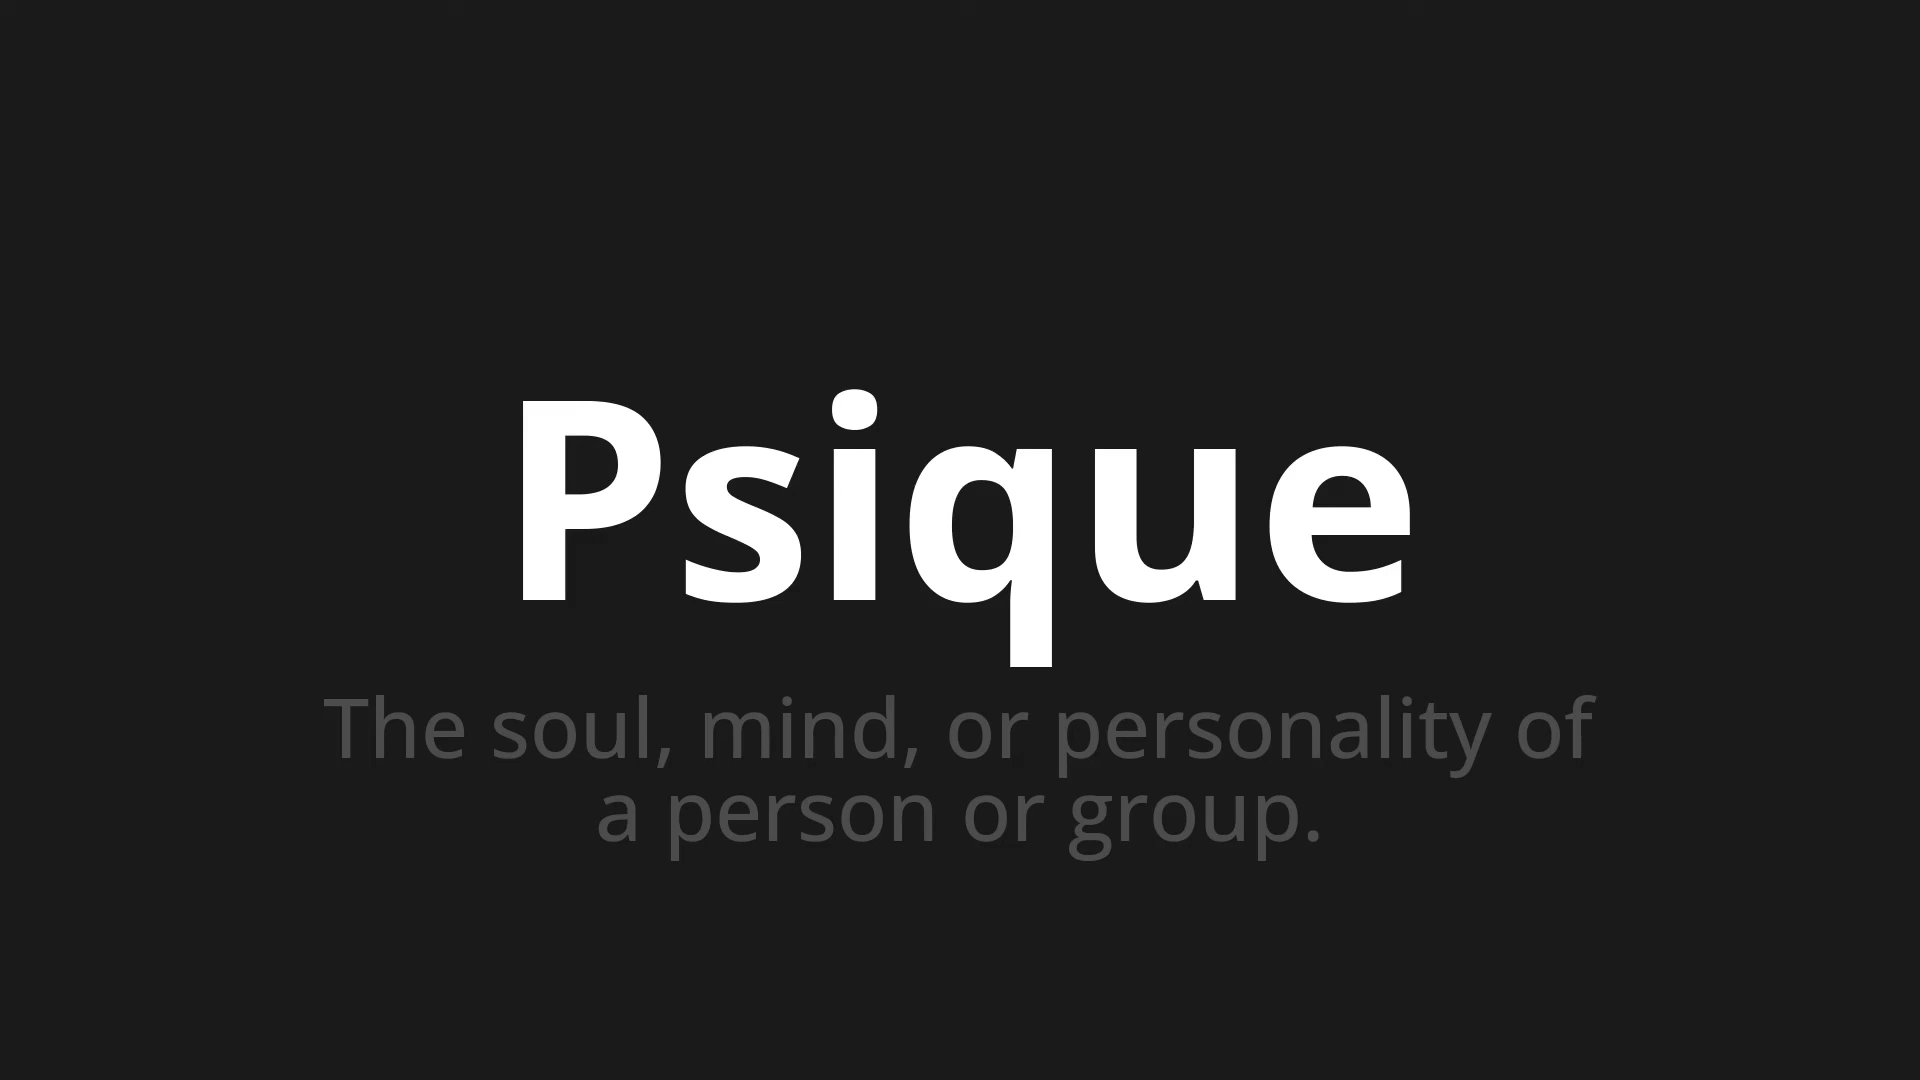 Psique
The soul, mind, or personality of
a person or group.